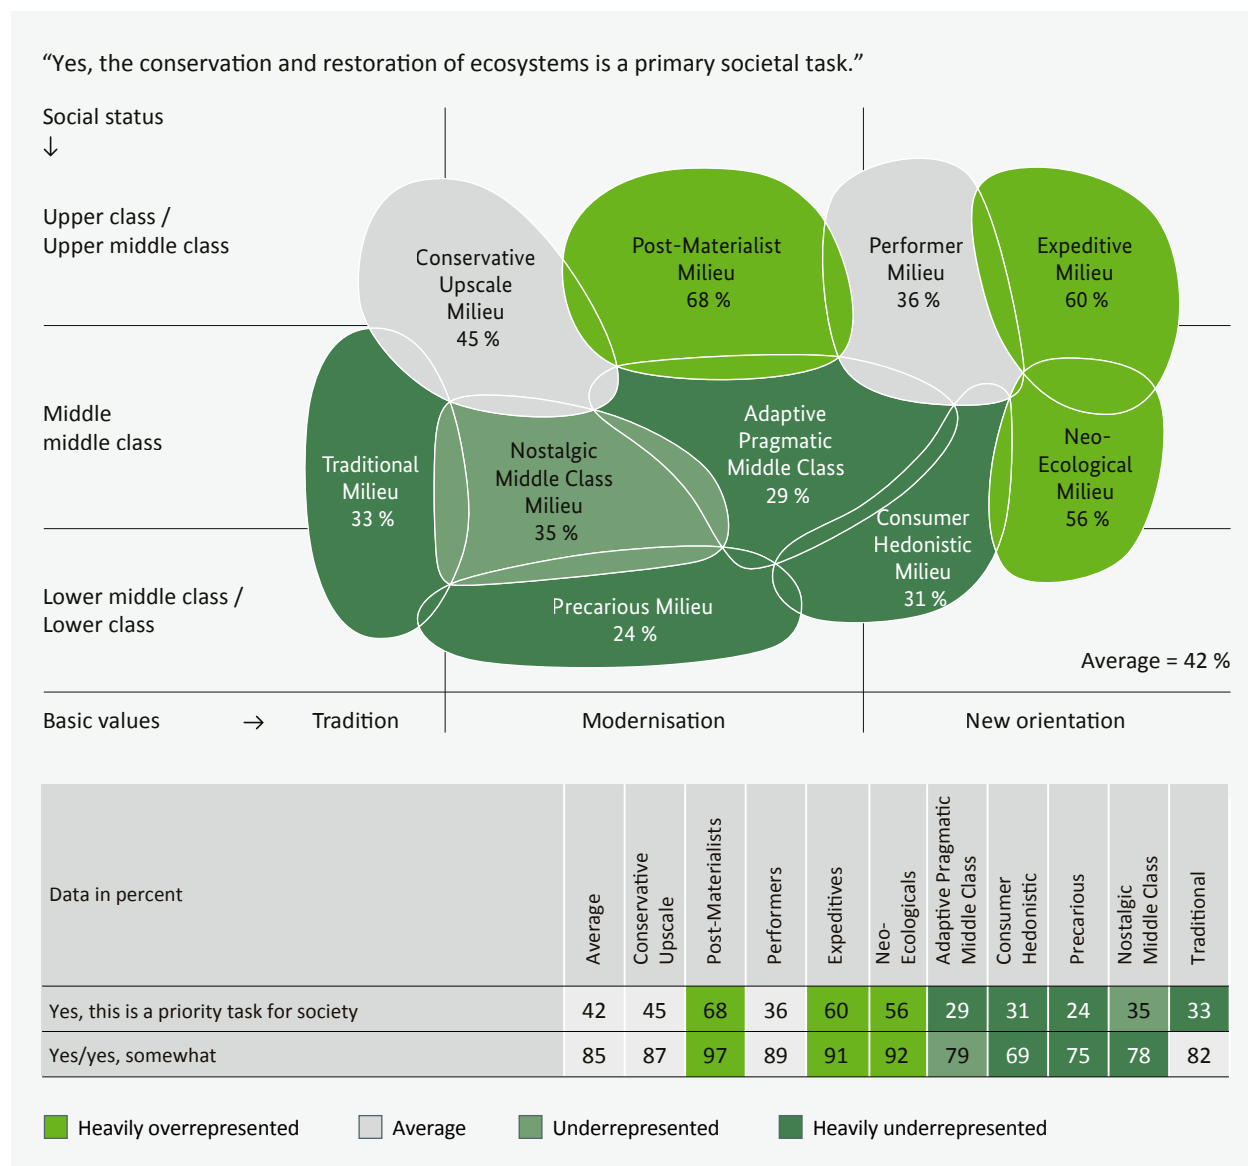 “Yes, the conservation and restoration of ecosystems is a primary societal task.”
Social status
↓
Upper class /
Upper middle class
Middle
middle class
Lower middle class /
Lower class
Conservative
Upscale
Milieu
45 %
Post-Materialist
Milieu
68 %
Performer
Milieu
36 %
Expeditive
Milieu
60 %
Traditional
Milieu
33 %
Nostalgic
Middle Class
Milieu
35 %
Adaptive
Pragmatic
Middle Class
29 %
Neo-
Ecological
Milieu
56 %
Consumer
Hedonistic
Milieu
31 %
Precarious Milieu
24 %
Average = 42 %
Basic values → Tradition Modernisation New orientation
Data in percent
Average
Conservative
Upscale
Post-Materialists
Performers
Expeditives
Neo-
Ecologicals
Adaptive Pragmatic
Middle Class
Consumer
Hedonistic
Precarious
Nostalgic
Middle Class
Traditional
Yes, this is a priority task for society 42 45 68 36 60 56 29 31 24 35 33
Yes/yes, somewhat 85 87 97 89 91 92 79 69 75 78 82
Heavily overrepresented Average Underrepresented Heavily underrepresented